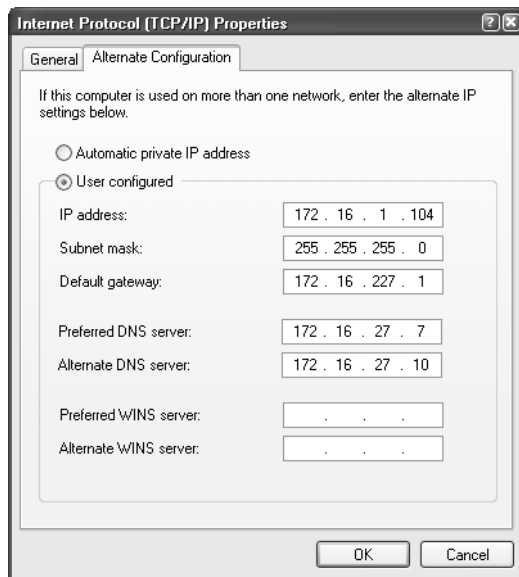 Internet Protocol (TCP/IP) Properties
General Alternate Configuration
If this computer is used on more than one network, enter the alternate IP
settings below.
Automatic private IP address
User configured
IP address: 172 . 16 . 1 . 104
Subnet mask: 255 . 255 . 255 . 0
Default gateway: 172 . 16 . 227 . 1
Preferred DNS server: 172 . 16 . 27 . 7
Alternate DNS server: 172 . 16 . 27 . 10
Preferred WINS server: . . .
Alternate WINS server: . . .
OK Cancel